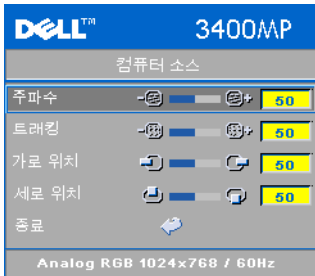 DELL™ 3400MP
컴퓨터 소스
주파수 - + 50
트래킹 - + 50
가로 위치 50
세로 위치 50
종료
Analog RGB 1024x768 / 60Hz